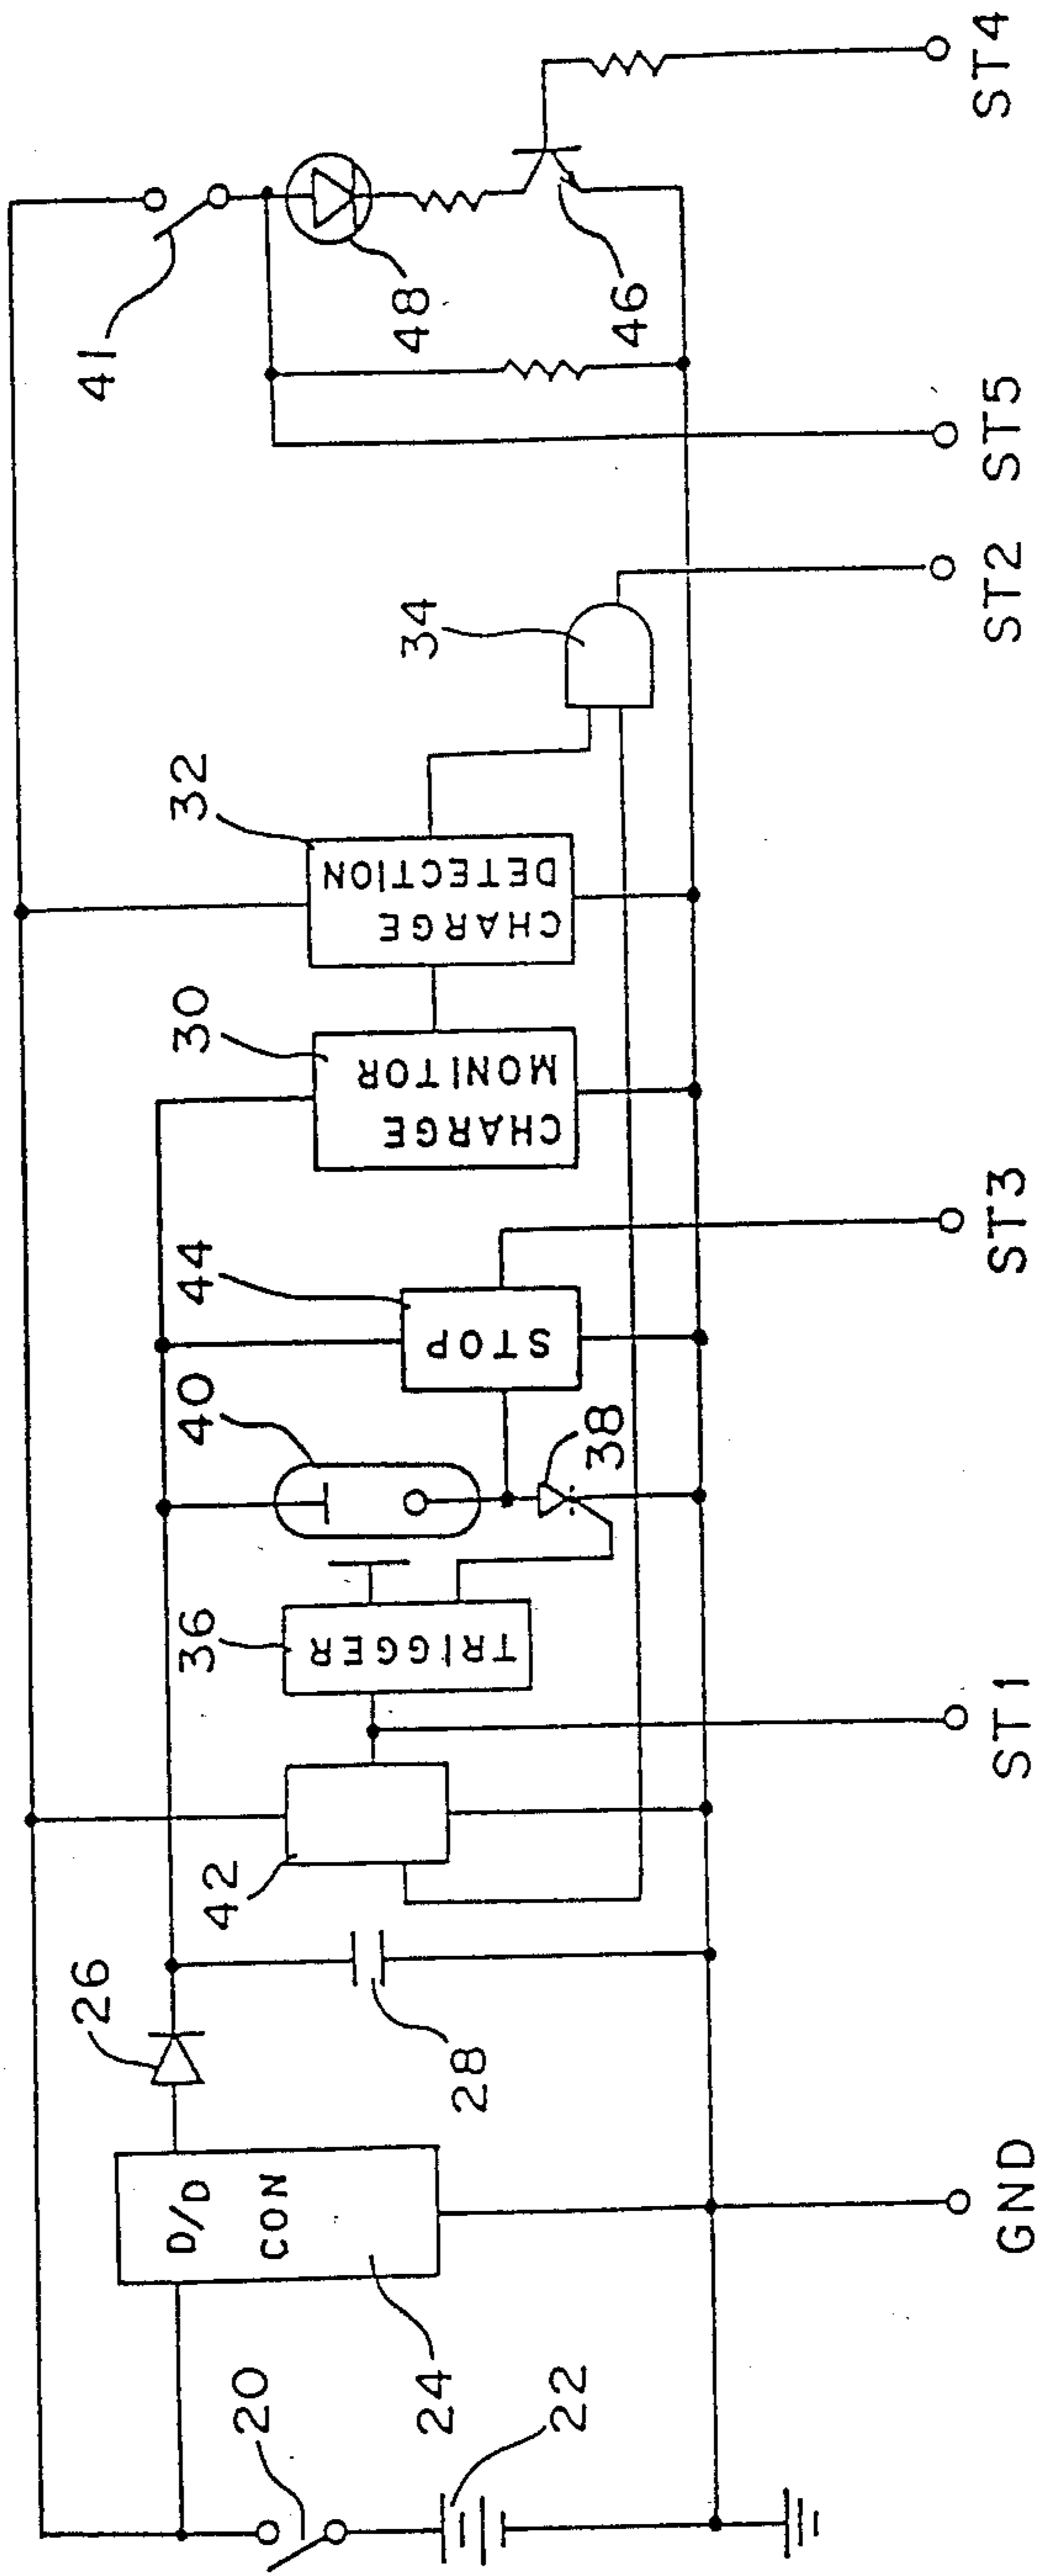 20
22
24
D/D
CON
26
28
42
36
TRIGGER
40
38
44
STOP
30
CHARGE
MONITOR
32
CHARGE
DETECTION
34
41
48
46
GND
ST1
ST3
ST2
ST5
ST4